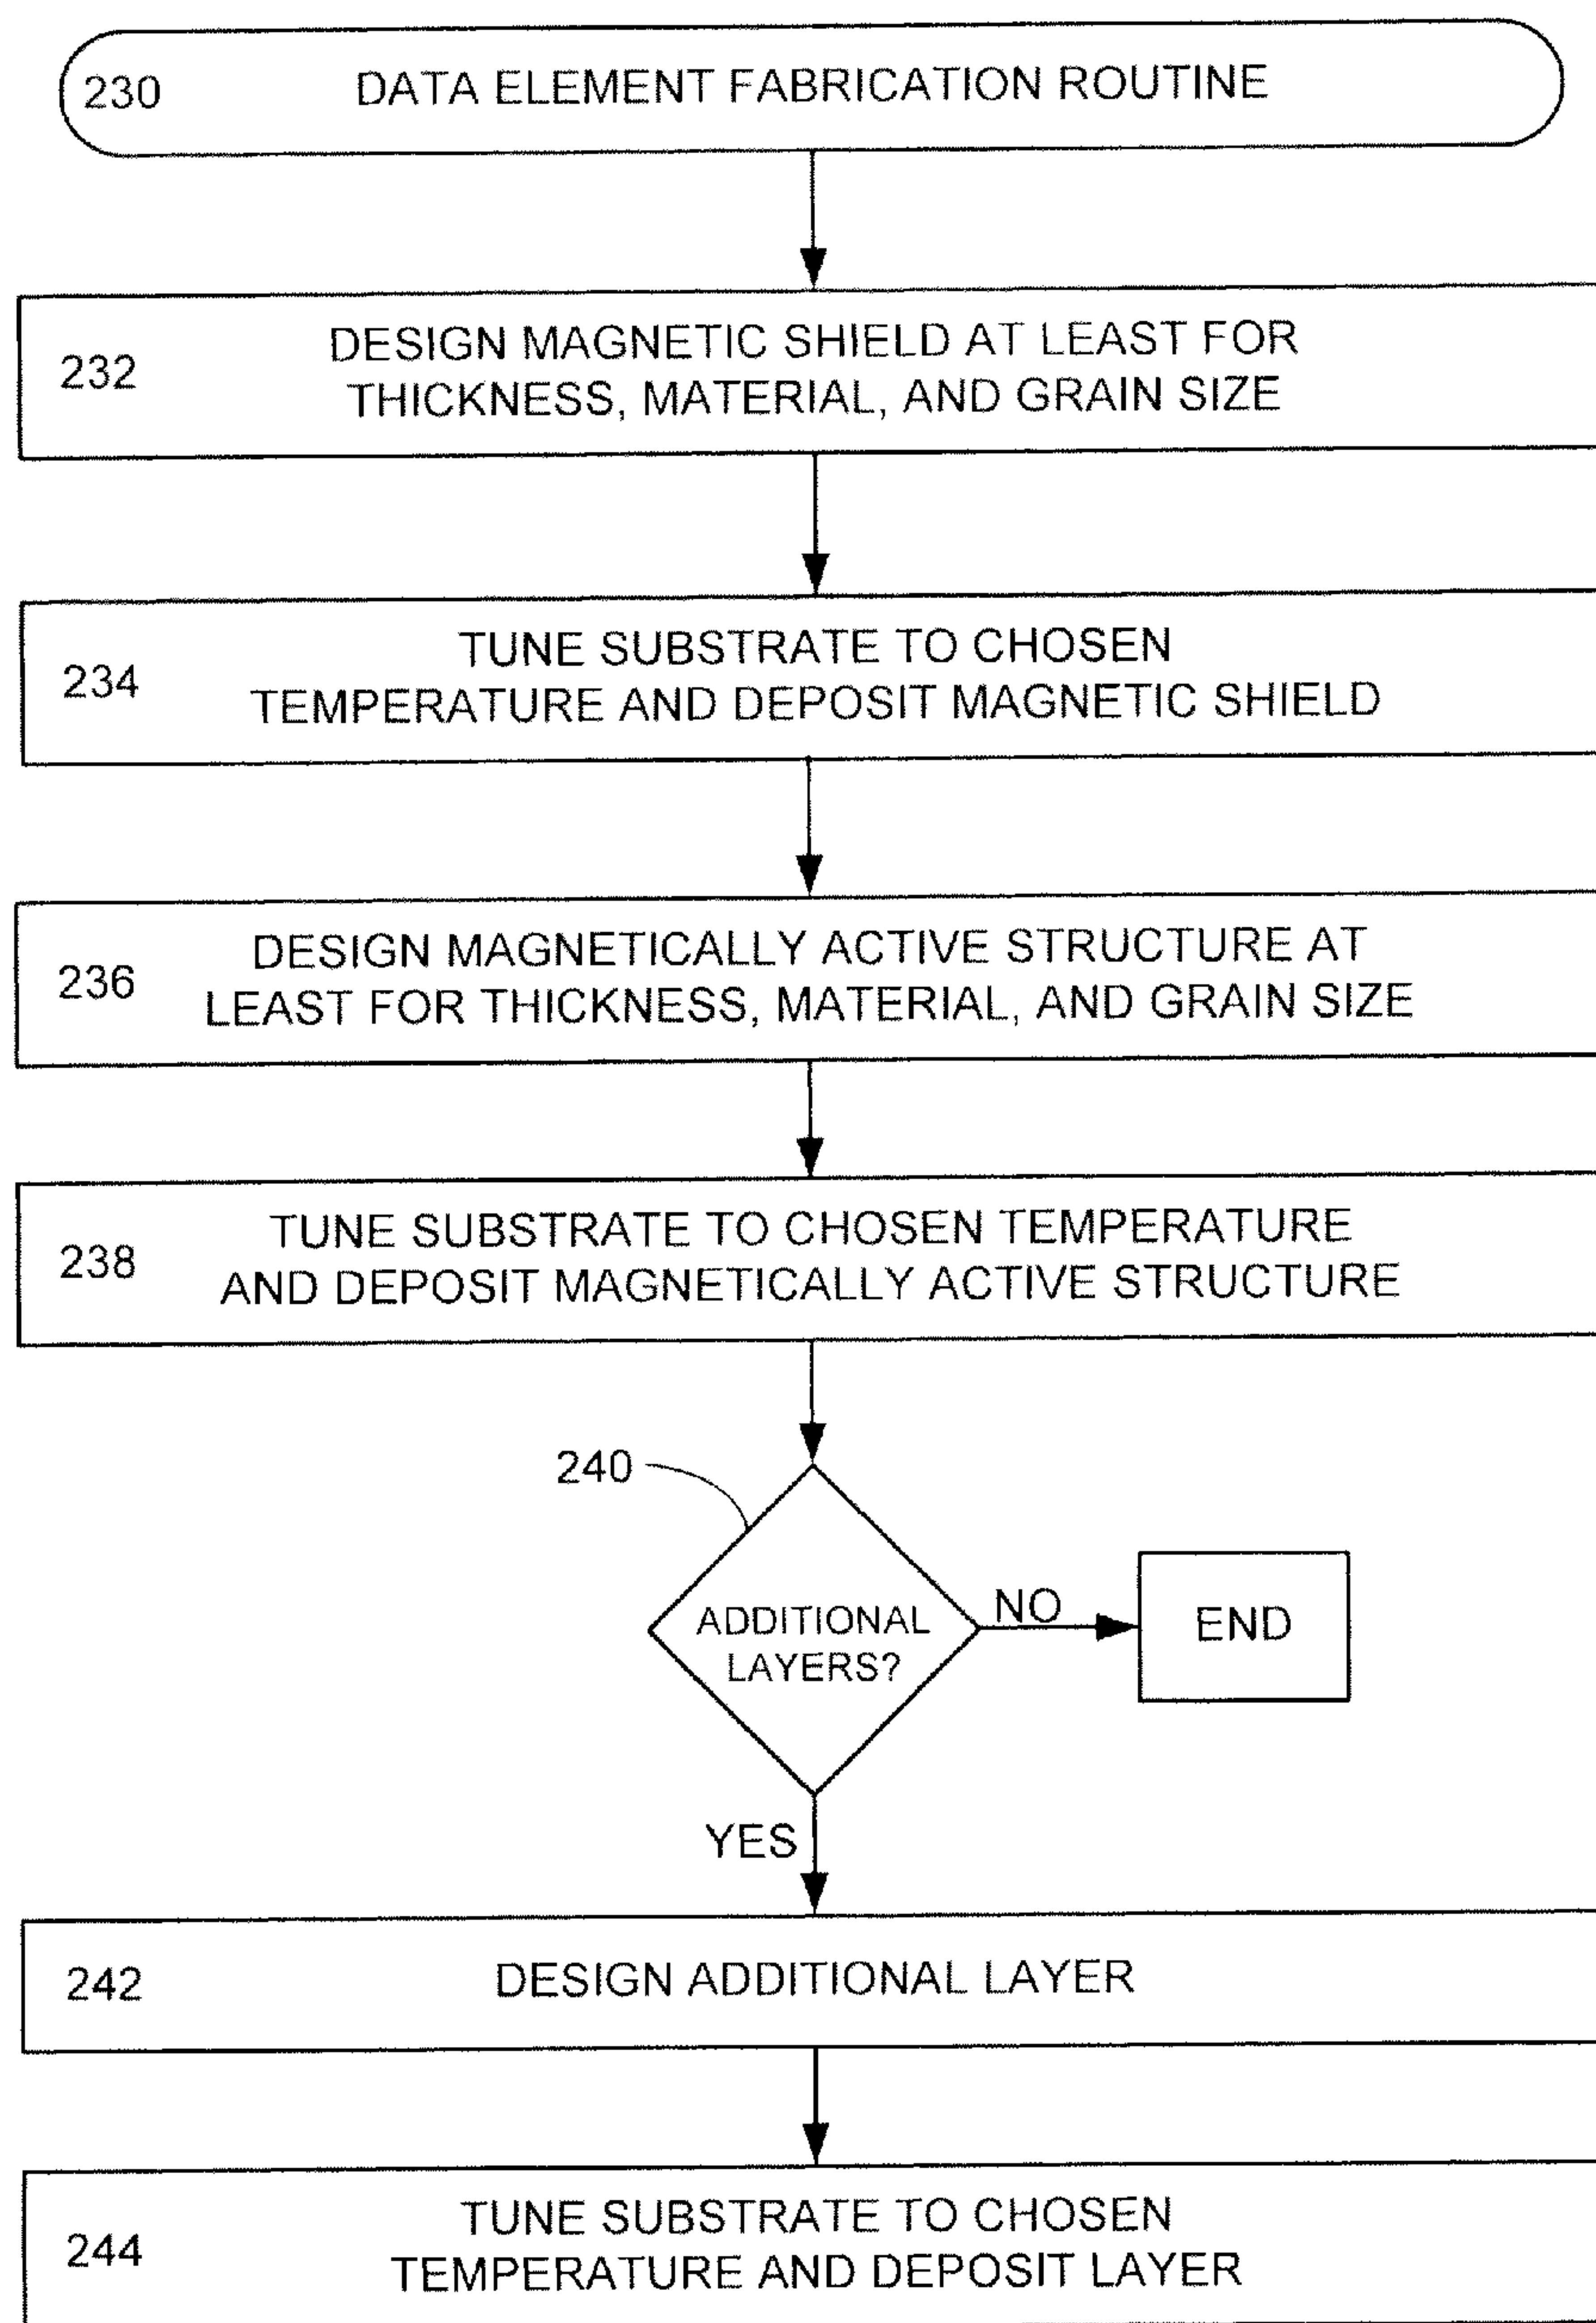 230 DATA ELEMENT FABRICATION ROUTINE
232 DESIGN MAGNETIC SHIELD AT LEAST FOR
THICKNESS, MATERIAL, AND GRAIN SIZE
234 TUNE SUBSTRATE TO CHOSEN
TEMPERATURE AND DEPOSIT MAGNETIC SHIELD
236 DESIGN MAGNETICALLY ACTIVE STRUCTURE AT
LEAST FOR THICKNESS, MATERIAL, AND GRAIN SIZE
238 TUNE SUBSTRATE TO CHOSEN TEMPERATURE
AND DEPOSIT MAGNETICALLY ACTIVE STRUCTURE
240
ADDITIONAL
LAYERS?
NO
END
YES
242 DESIGN ADDITIONAL LAYER
244 TUNE SUBSTRATE TO CHOSEN
TEMPERATURE AND DEPOSIT LAYER